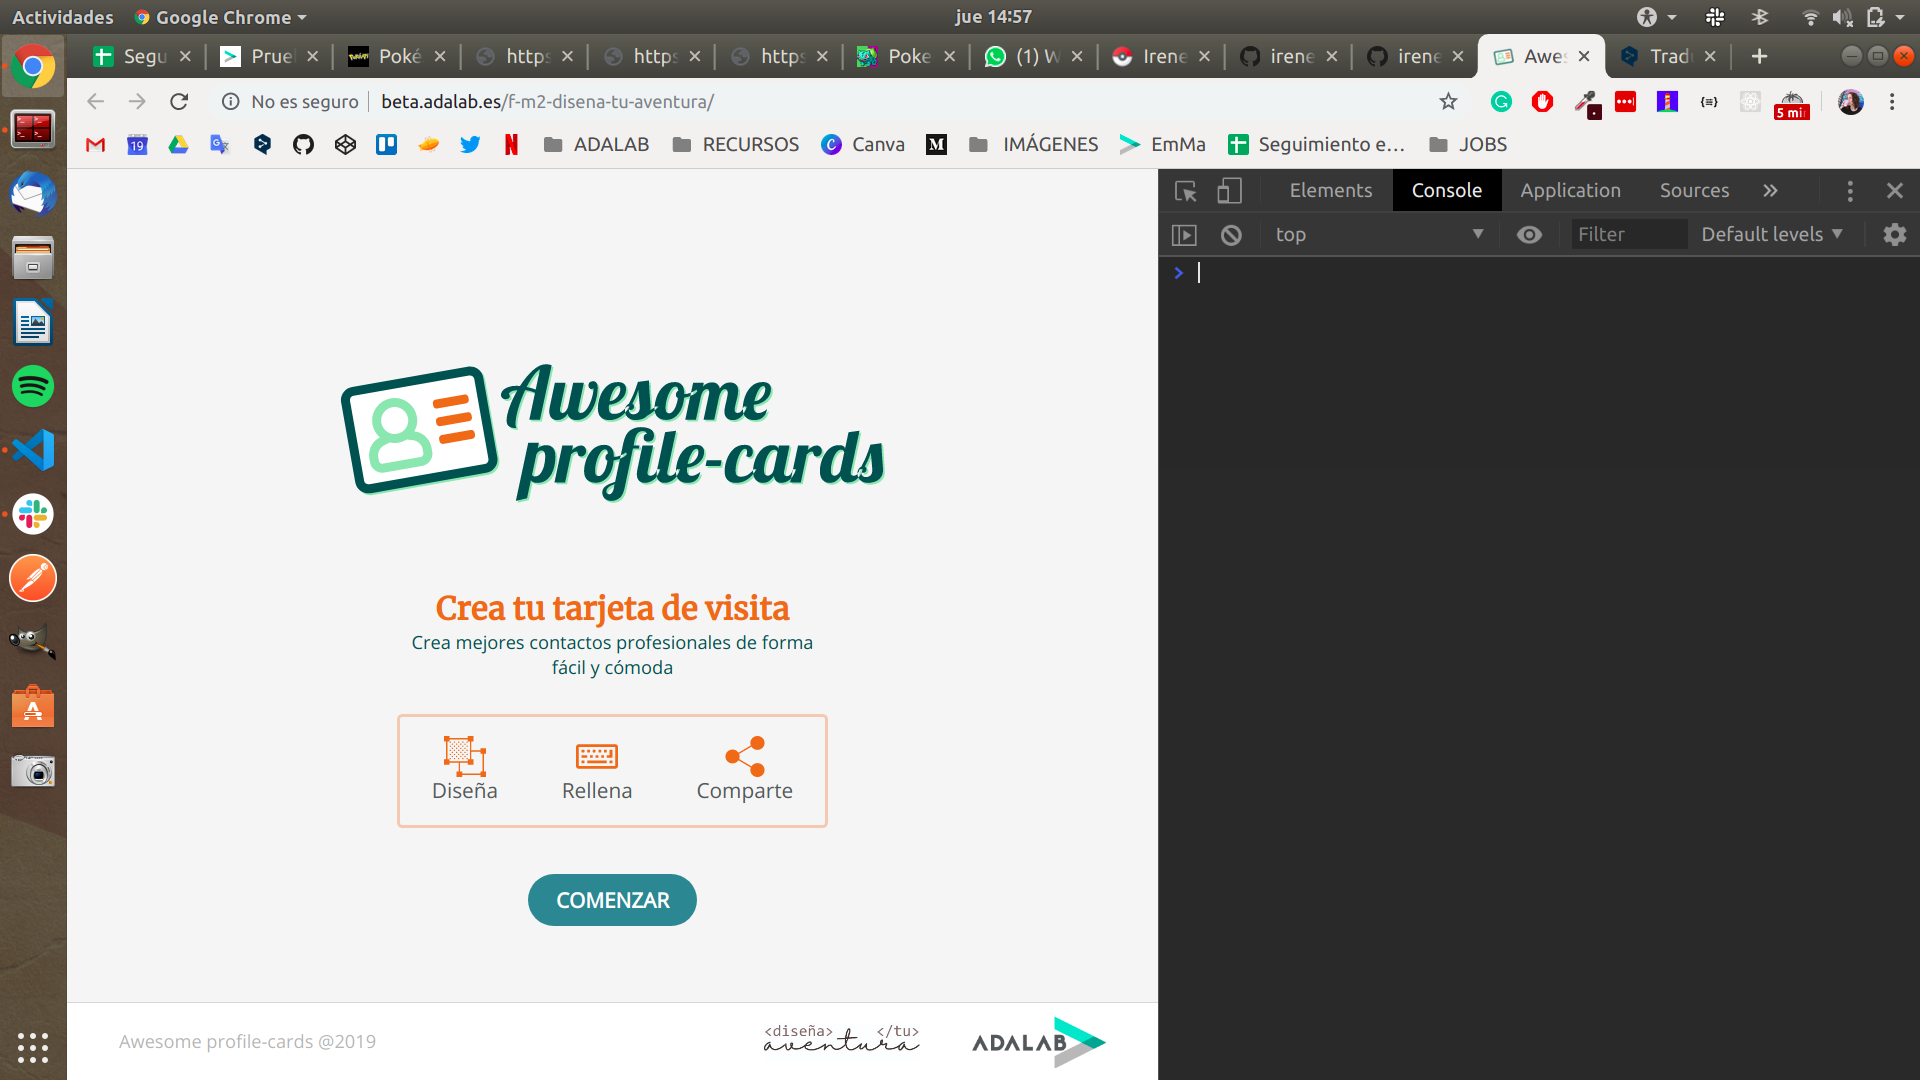 Actividades Google Chrome jue 14:57
Segu Prue Poké https https https Poke (1) W Irene irene irene Awes Tradu
No es seguro beta.adalab.es/f-m2-disena-tu-aventura/ 5 min
19 ADALAB RECURSOS Canva M IMÁGENES EmMa Seguimiento e... JOBS
Elements Console Application Sources
top Filter Default levels
>
Awesome
profile-cards
Crea tu tarjeta de visita
Crea mejores contactos profesionales de forma
fácil y cómoda
Diseña Rellena Comparte
COMENZAR
Awesome profile-cards @2019
<diseña> </tu>
aventura
ADALAB